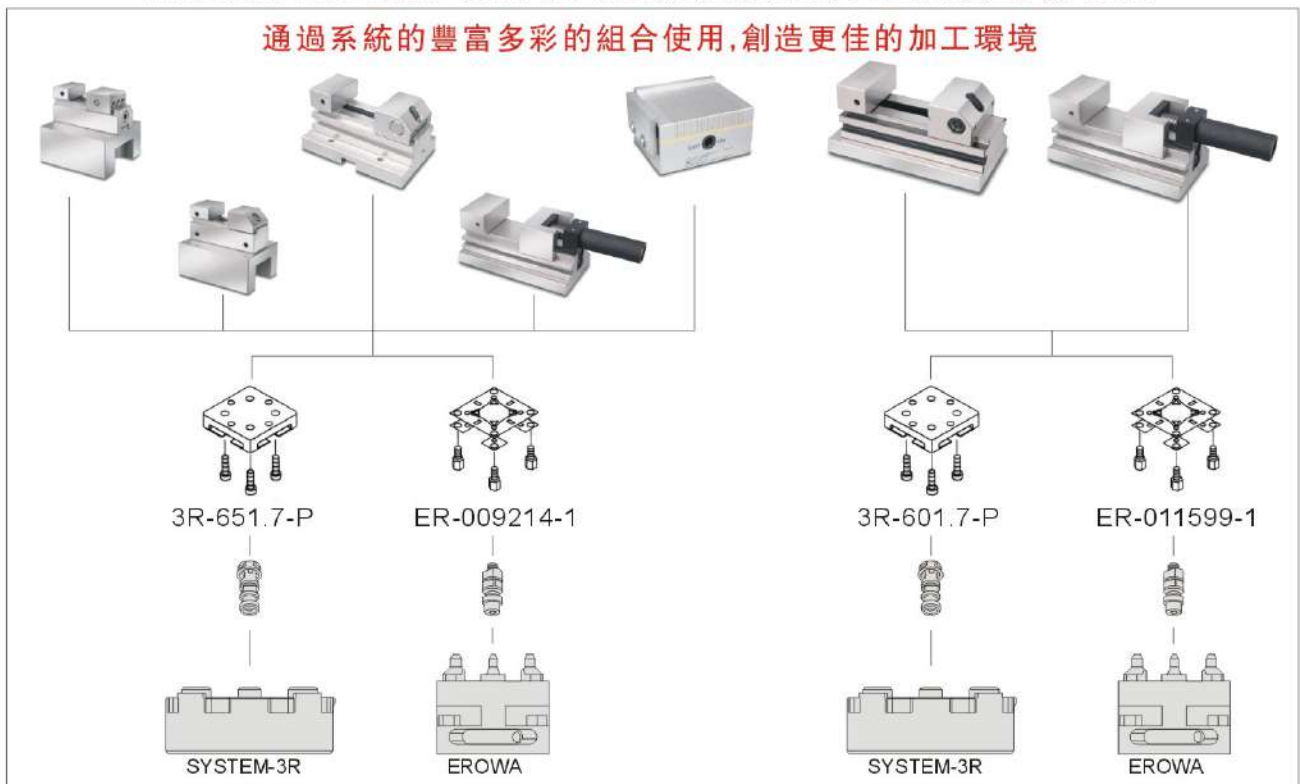 通過系統的豐富多彩的組合使用,創造更佳的加工環境
3R-651.7-P
ER-009214-1
3R-601.7-P
ER-011599-1
SYSTEM-3R
EROWA
SYSTEM-3R
EROWA